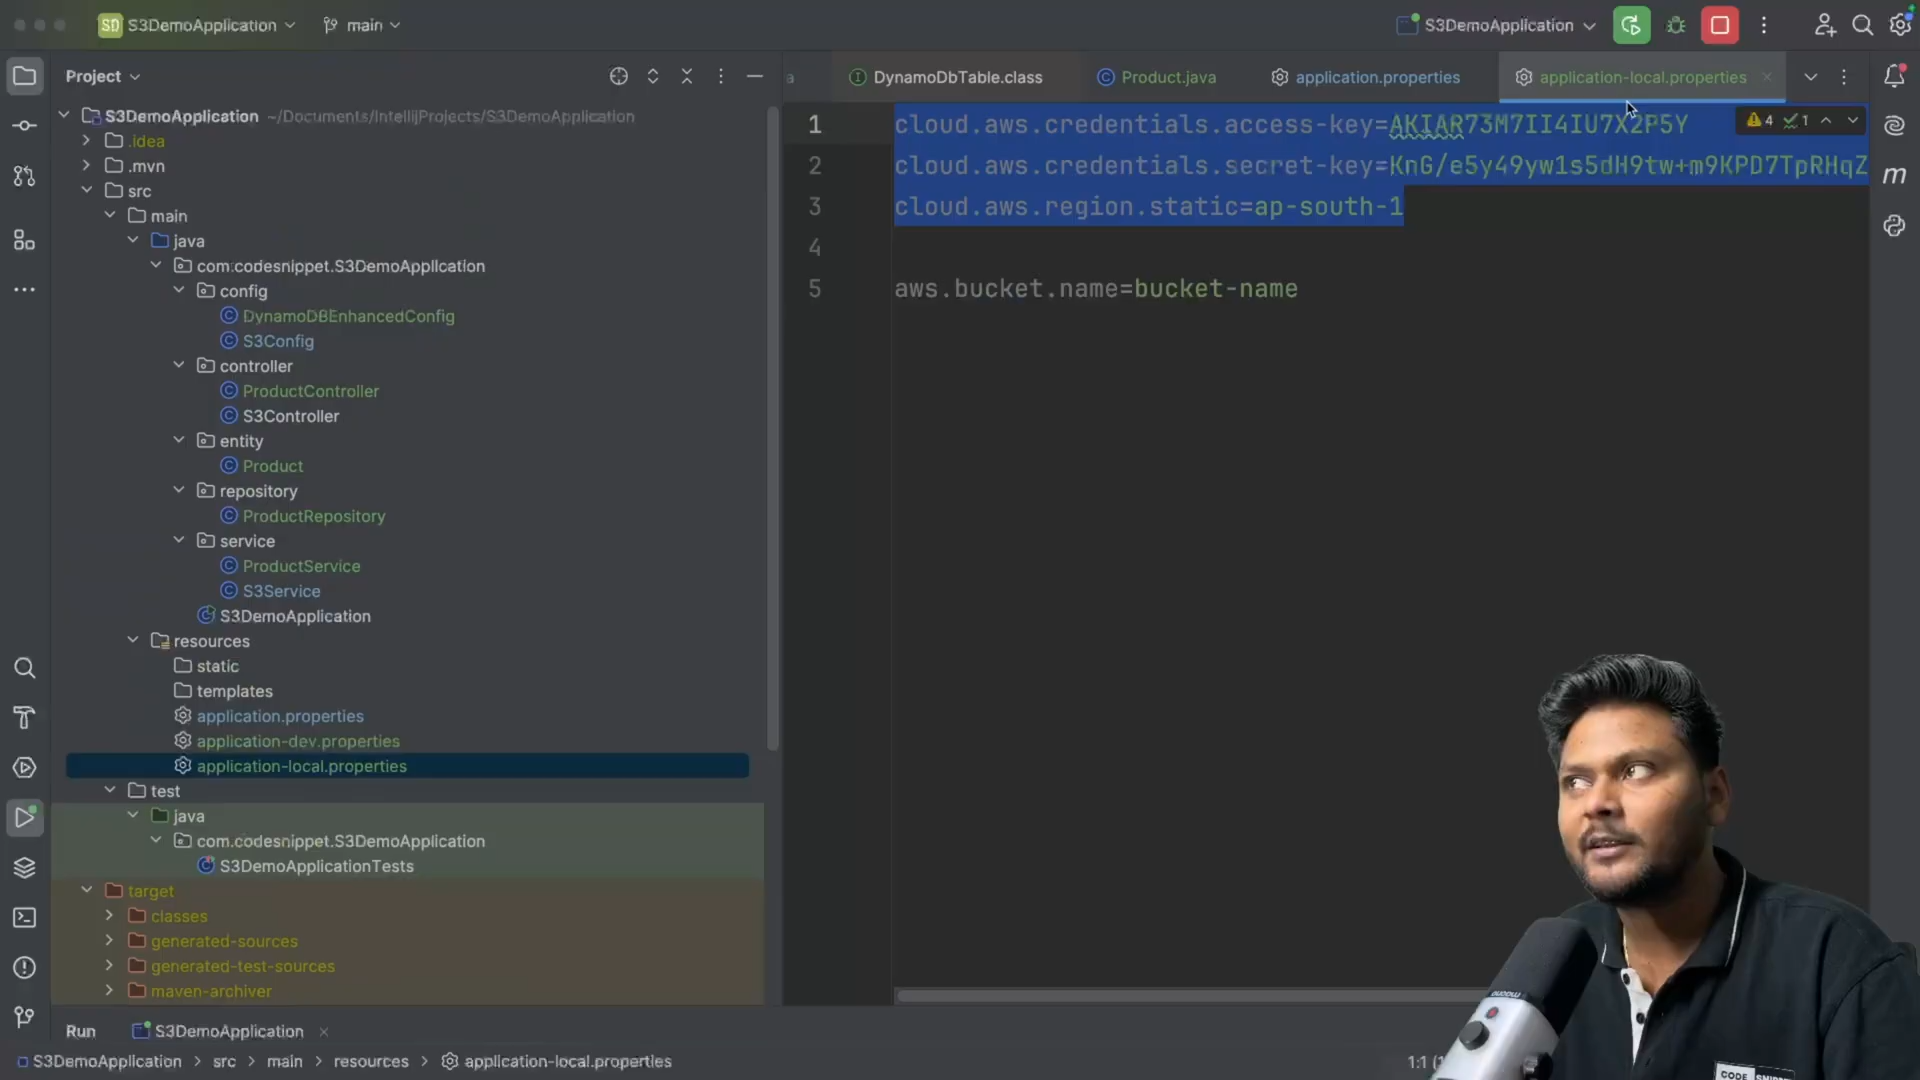 SD S3DemoApplication main S3DemoApplication
Project
S3DemoApplication ~/Documents/IntellijProjects/S3DemoApplication
.idea
.mvn
src
main
java
com.codesnippet.S3DemoApplication
config
DynamoDBEnhancedConfig
S3Config
controller
ProductController
S3Controller
entity
Product
repository
ProductRepository
service
ProductService
S3Service
S3DemoApplication
resources
static
templates
application.properties
application-dev.properties
application-local.properties
test
java
com.codesnippet.S3DemoApplication
S3DemoApplicationTests
target
classes
generated-sources
generated-test-sources
maven-archiver
a DynamoDbTable.class Product.java application.properties application-local.properties
1 cloud.aws.credentials.access-key=AKIAR73M7II4IU7X2P5Y 4 1
2 cloud.aws.credentials.secret-key=KnG/e5y49yw1s5dH9tw+m9KPD7TpRHqZ
3 cloud.aws.region.static=ap-south-1
4
5 aws.bucket.name=bucket-name
m
Run S3DemoApplication
S3DemoApplication > src > main > resources > application-local.properties
1:1
CODE